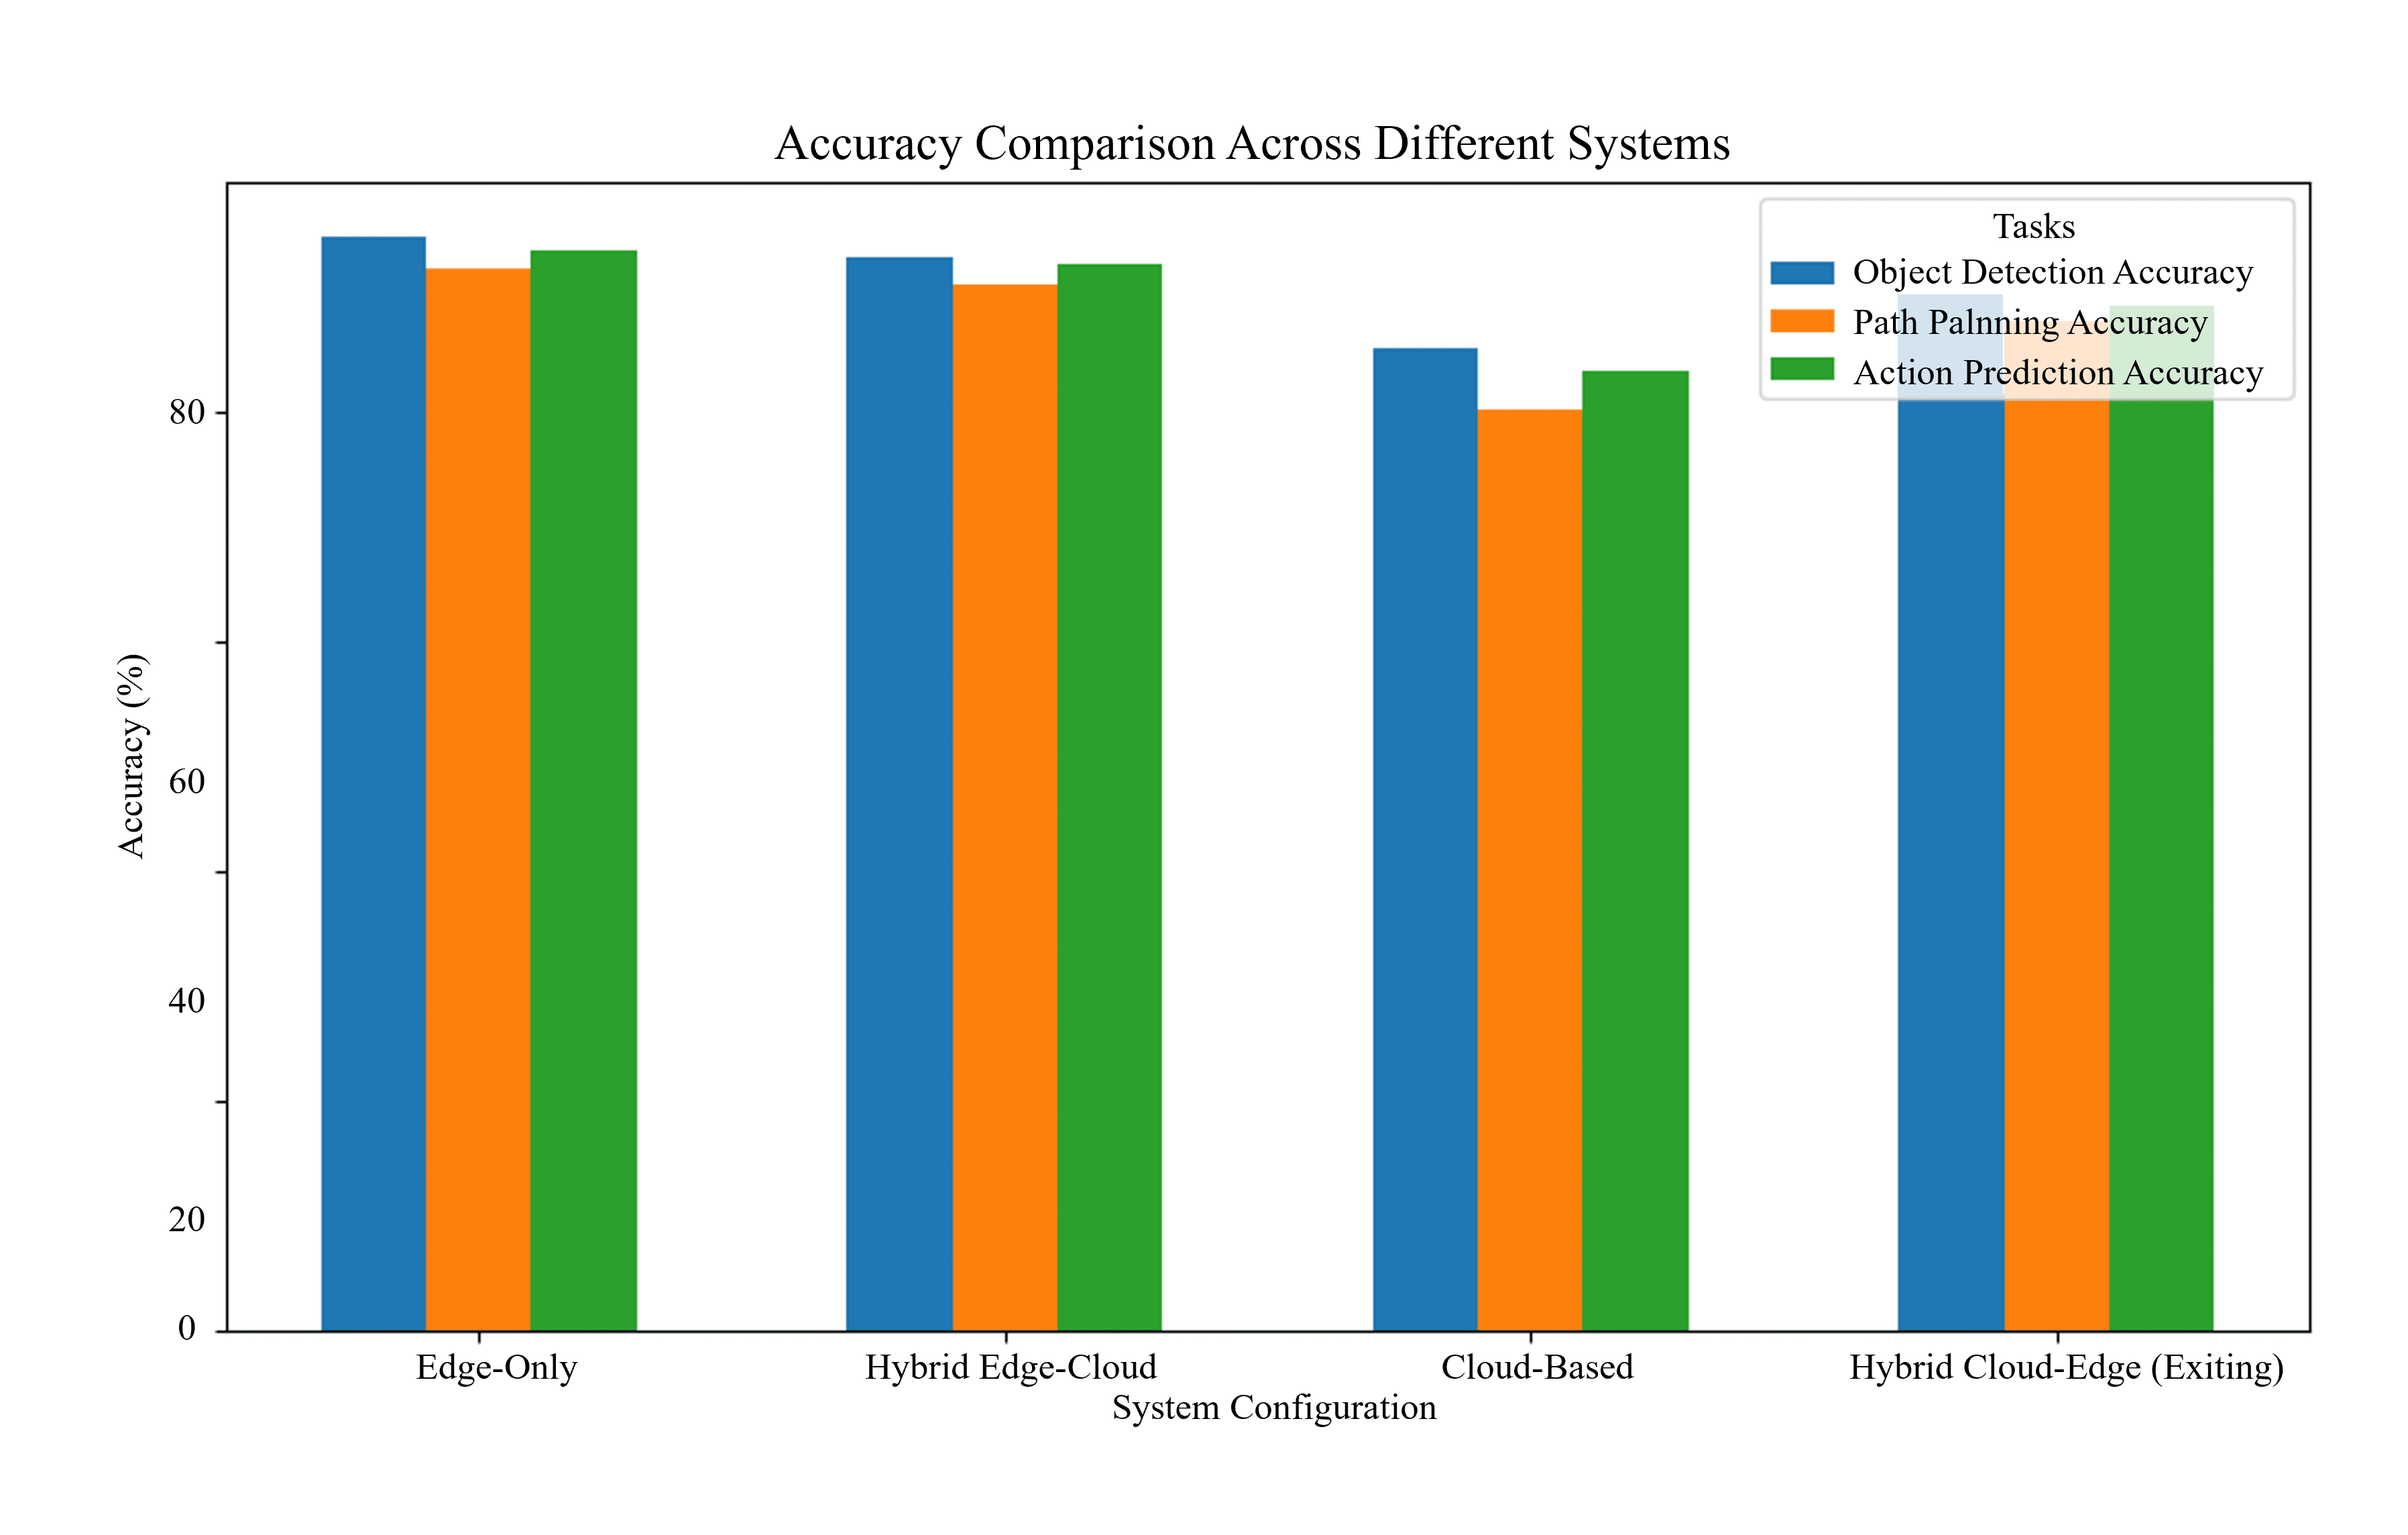 Accuracy Comparison Across Different Systems
Tasks
Object Detection Accuracy
Path Palnning Accuracy
Action Prediction Accuracy
Accuracy (%)
80
60
40
20
0
Edge-Only
Hybrid Edge-Cloud
Cloud-Based
Hybrid Cloud-Edge (Exiting)
System Configuration